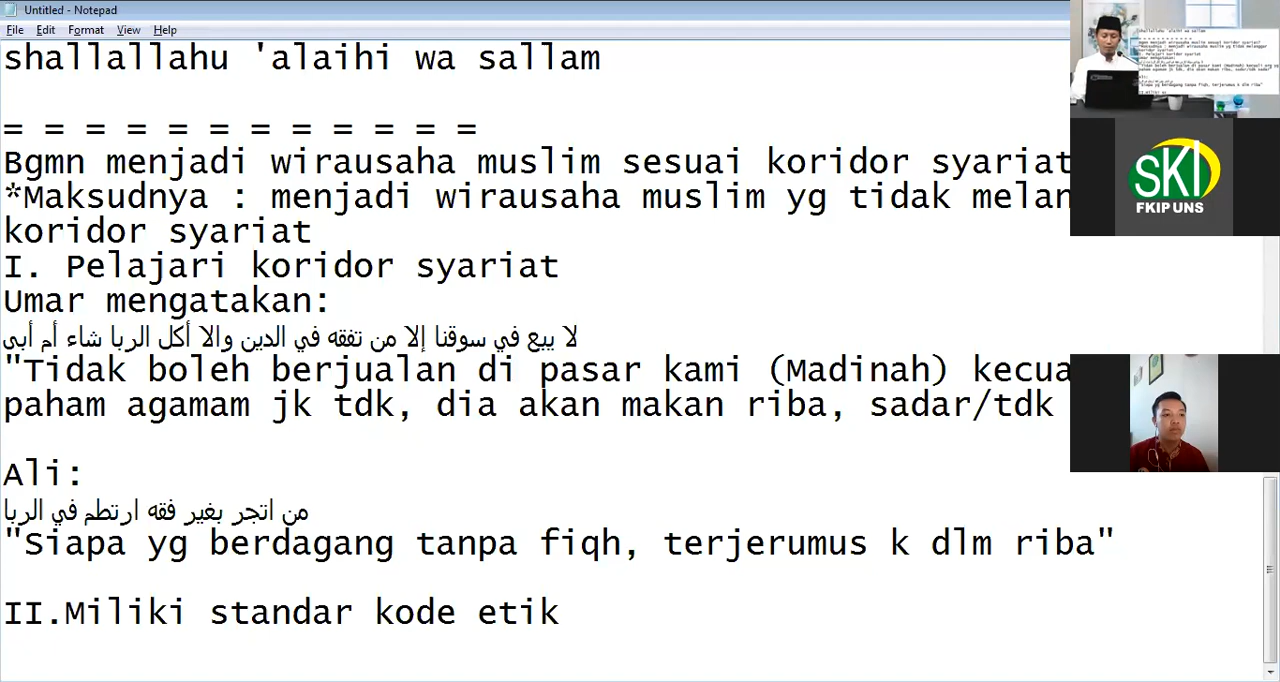 Untitled - Notepad
File Edit Format View Help
shallallahu 'alaihi wa sallam
= = = = = = = = = = = =
Bgmn menjadi wirausaha muslim sesuai koridor syariat
*Maksudnya : menjadi wirausaha muslim yg tidak melan
koridor syariat
I. Pelajari koridor syariat
Umar mengatakan:
لا يبع في سوقنا إلا من تفقه في الدين والا أكل الربا شاء أم أبى
"Tidak boleh berjualan di pasar kami (Madinah) kecua
paham agamam jk tdk, dia akan makan riba, sadar/tdk
Ali:
من اتجر بغير فقه ارتطم في الربا
"Siapa yg berdagang tanpa fiqh, terjerumus k dlm riba"
II.Miliki standar kode etik
SKI
FKIP UNS